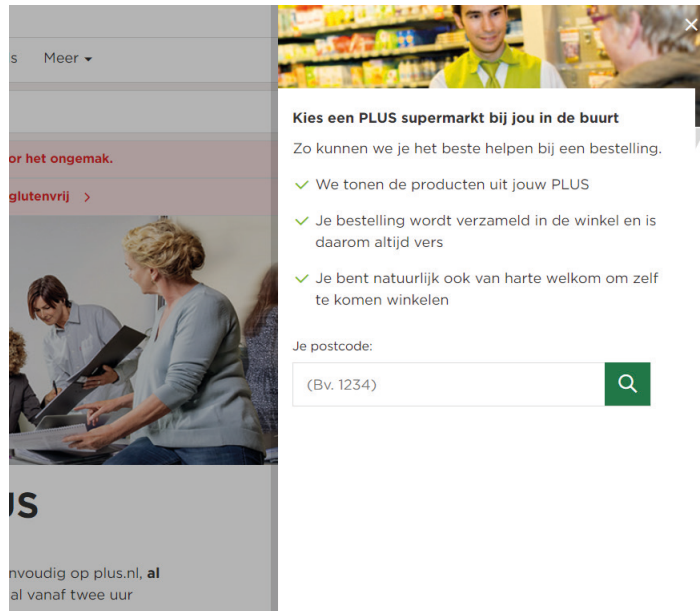 s Meer
or het ongemak.
glutenvrij
US
nvoudig op plus.nl, al
al vanaf twee uur
Kies een PLUS supermarkt bij jou in de buurt
Zo kunnen we je het beste helpen bij een bestelling.
We tonen de producten uit jouw PLUS
Je bestelling wordt verzameld in de winkel en is
daarom altijd vers
Je bent natuurlijk ook van harte welkom om zelf
te komen winkelen
Je postcode:
(Bv. 1234)